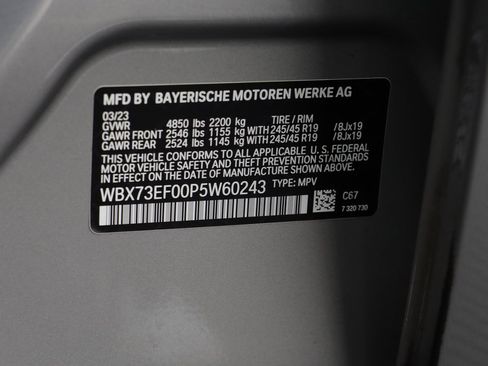 MFD BY BAYERISCHE MOTOREN WERKE AG
03/23 TIRE / RIM
GVWR 4850 lbs 2200 kg
GAWR FRONT 2546 lbs 1155 kg WITH 245/45 R19 /8Jx19
GAWR REAR 2524 lbs 1145 kg WITH 245/45 R19 /8Jx19
THIS VEHICLE CONFORMS TO ALL APPLICABLE U. S. FEDERAL
MOTOR VEHICLE SAFETY, BUMPER, AND THEFT PREVENTION STANDARDS
IN EFFECT ON THE DATE OF MANUFACTURE SHOWN ABOVE.
WBX73EF00P5W60243 TYPE: MPV
C67
7 320 730